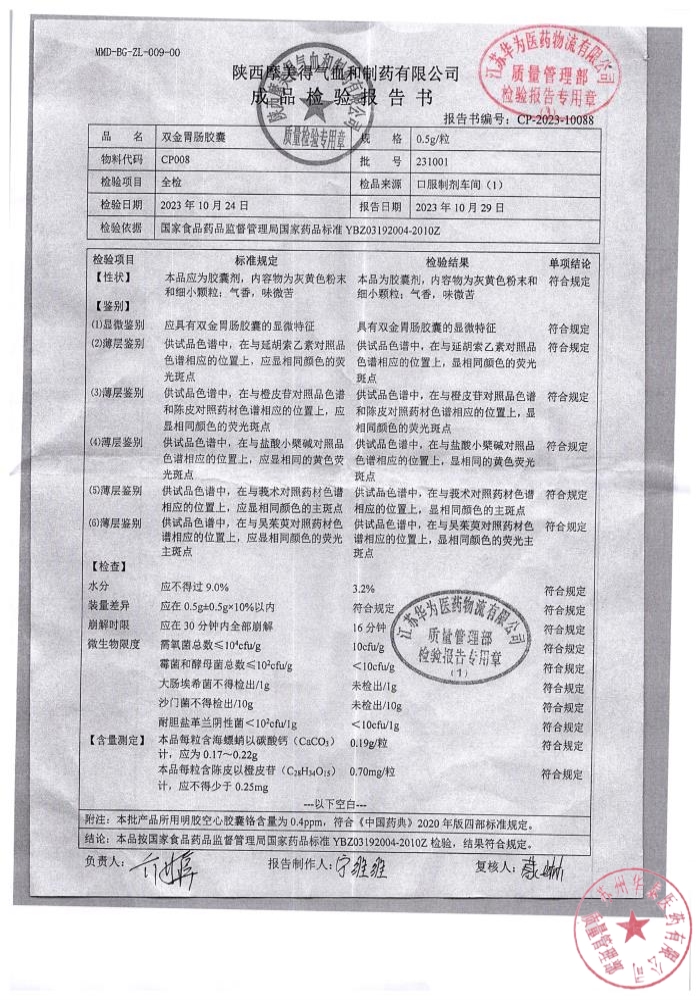 MMD-BG-ZL-009-00
陕西摩美得气血和制药有限公司
成品检验报告书
报告书编号：CP-2023-10088
品 名 双金胃肠胶囊 规 格 0.5g/粒
物料代码 CP008 批 号 231001
检验项目 全检 检品来源 口服制剂车间（1）
检验日期 2023 年 10 月 24 日 报告日期 2023 年 10 月 29 日
检验依据 国家食品药品监督管理局国家药品标准 YBZ03192004-2010Z
检验项目 标准规定 检验结果 单项结论
【性状】 本品应为胶囊剂，内容物为灰黄色粉末 本品为胶囊剂，内容物为灰黄色粉末和 符合规定
和细小颗粒；气香，味微苦 细小颗粒；气香，味微苦
【鉴别】
(1)显微鉴别 应具有双金胃肠胶囊的显微特征 具有双金胃肠胶囊的显微特征 符合规定
(2)薄层鉴别 供试品色谱中，在与延胡索乙素对照品 供试品色谱中，在与延胡索乙素对照品 符合规定
色谱相应的位置上，应显相同颜色的荧 色谱相应的位置上，显相同颜色的荧光
光斑点 斑点
(3)薄层鉴别 供试品色谱中，在与橙皮苷对照品色谱 供试品色谱中，在与橙皮苷对照品色谱 符合规定
和陈皮对照药材色谱相应的位置上，应 和陈皮对照药材色谱相应的位置上，显
显相同颜色的荧光斑点 相同颜色的荧光斑点
(4)薄层鉴别 供试品色谱中，在与盐酸小檗碱对照品 供试品色谱中，在与盐酸小檗碱对照品 符合规定
色谱相应的位置上，应显相同的黄色荧 色谱相应的位置上，显相同的黄色荧光
光斑点 斑点
(5)薄层鉴别 供试品色谱中，在与莪术对照药材色谱 供试品色谱中，在与莪术对照药材色谱 符合规定
相应的位置上，应显相同颜色的主斑点 相应的位置上，显相同颜色的主斑点
(6)薄层鉴别 供试品色谱中，在与吴茱萸对照药材色 供试品色谱中，在与吴茱萸对照药材色 符合规定
谱相应的位置上，应显相同颜色的荧光 谱相应的位置上，显相同颜色的荧光主
主斑点 斑点
【检查】
水分 应不得过 9.0% 3.2% 符合规定
装量差异 应在 0.5g±0.5g×10%以内 符合规定 符合规定
崩解时限 应在 30 分钟内全部崩解 16 分钟 符合规定
微生物限度 需氧菌总数≤10⁴cfu/g 10cfu/g 符合规定
霉菌和酵母菌总数≤10²cfu/g <10cfu/g 符合规定
大肠埃希菌不得检出/1g 未检出/1g 符合规定
沙门菌不得检出/10g 未检出/10g 符合规定
耐胆盐革兰阴性菌＜10²cfu/1g <10cfu/1g 符合规定
【含量测定】 本品每粒含海螵蛸以碳酸钙（CaCO₃） 0.19g/粒 符合规定
计，应为 0.17～0.22g
本品每粒含陈皮以橙皮苷（C₂₈H₃₄O₁₅） 0.70mg/粒 符合规定
计，应不得少于 0.25mg
---以下空白---
附注：本批产品所用明胶空心胶囊铬含量为 0.4ppm，符合《中国药典》2020 年版四部标准规定。
结论：本品按国家食品药品监督管理局国家药品标准 YBZ03192004-2010Z 检验，结果符合规定。
负责人： 报告制作人：宁维维 复核人：
江苏华为医药物流有限公司
质量管理部
检验报告专用章
(1)
质量检验专用章
江苏华为医药物流有限公司
质量管理部
检验报告专用章
（1）